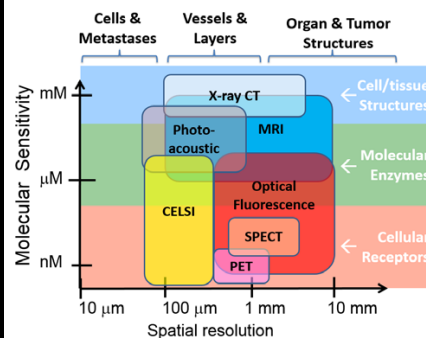 Cells &
Metastases
Vessels &
Layers
Organ & Tumor
Structures
Molecular Sensitivity
mM
μM
nM
X-ray CT
MRI
Photo-
acoustic
Optical
Fluorescence
CELSI
SPECT
PET
Cell/tissue
Structures
Molecular
Enzymes
Cellular
Receptors
10 μm
100 μm
1 mm
10 mm
Spatial resolution